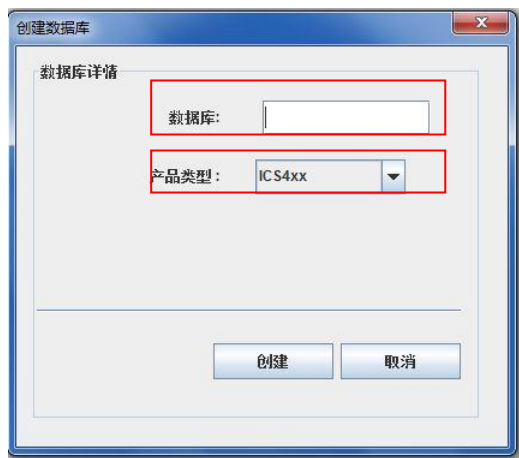 创建数据库
数据库详情
数据库:
产品类型：
ICS4xx
创建
取消